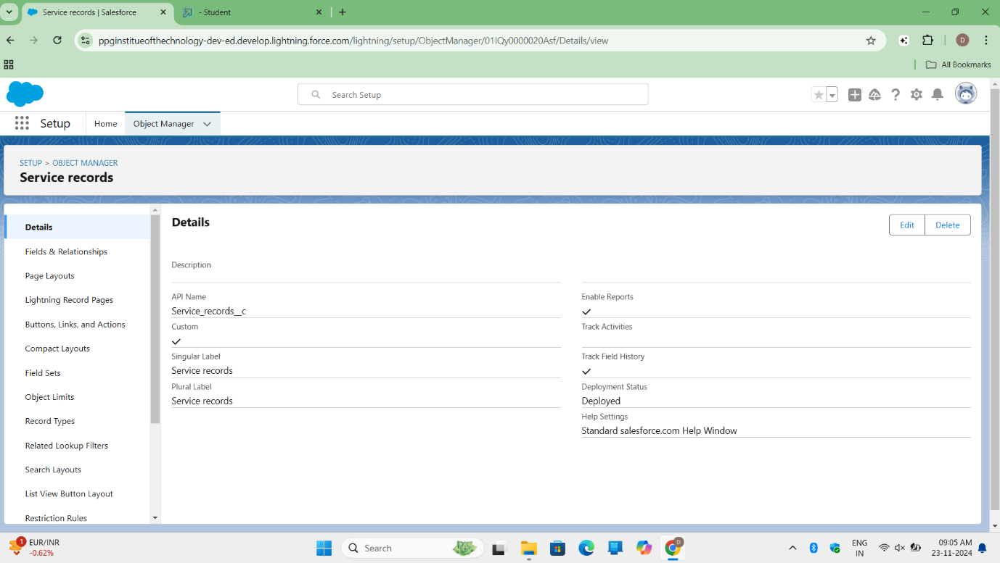 Service records | Salesforce
- Student
ppginstitueofthechnology-dev-ed.develop.lightning.force.com/lightning/setup/ObjectManager/01IQy0000020Asf/Details/view
D
All Bookmarks
Search Setup
Setup
Home
Object Manager
SETUP > OBJECT MANAGER
Service records
Details
Fields & Relationships
Page Layouts
Lightning Record Pages
Buttons, Links, and Actions
Compact Layouts
Field Sets
Object Limits
Record Types
Related Lookup Filters
Search Layouts
List View Button Layout
Restriction Rules
Details
Edit
Delete
Description
API Name
Service_records__c
Custom
Singular Label
Service records
Plural Label
Service records
Enable Reports
Track Activities
Track Field History
Deployment Status
Deployed
Help Settings
Standard salesforce.com Help Window
1
EUR/INR
-0.62%
Search
D
ENG
IN
09:05 AM
23-11-2024